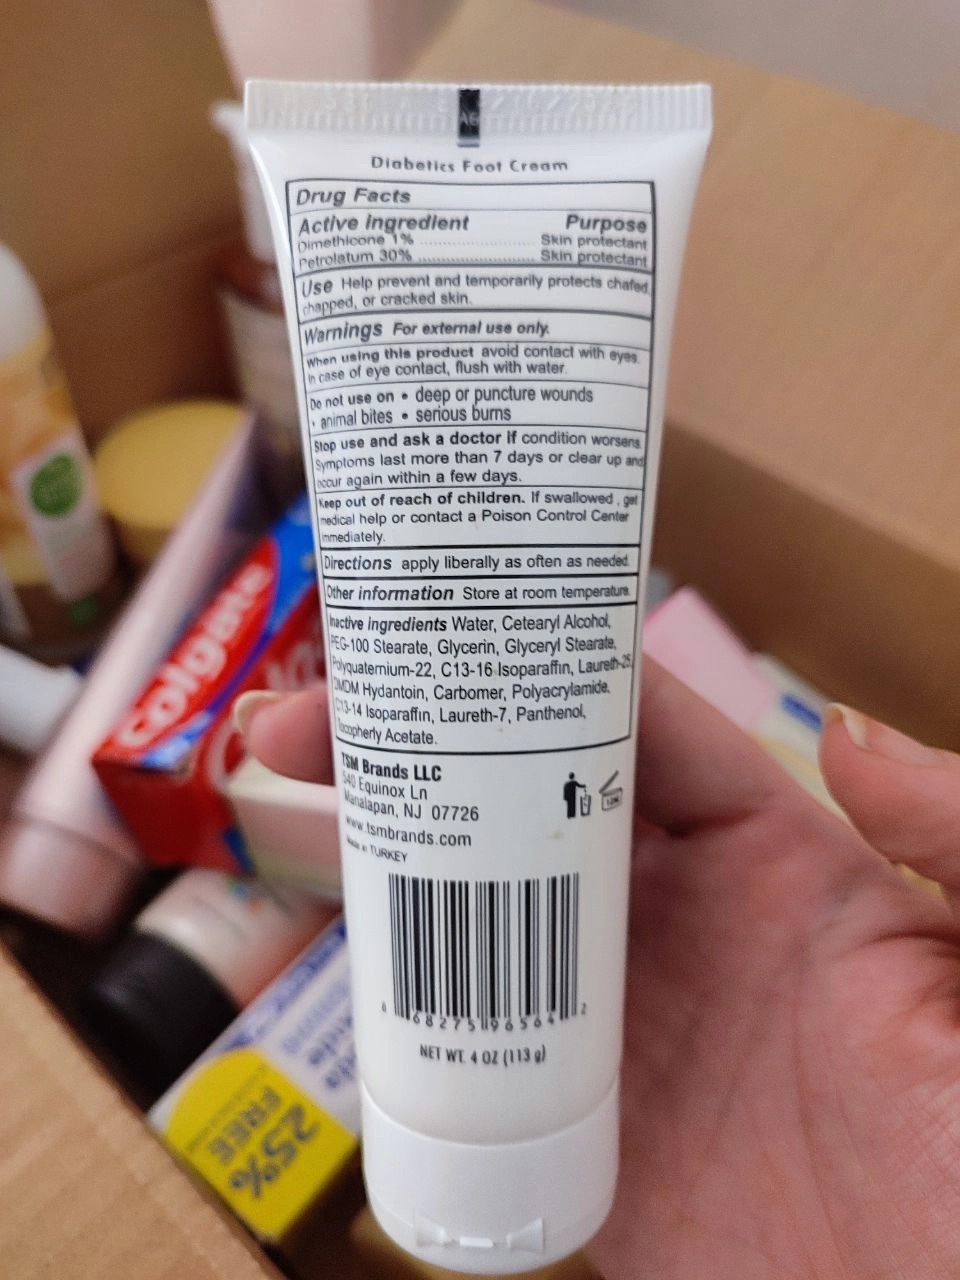 Diabetics Foot Cream
Drug Facts
Active ingredient Purpose
Dimethicone 1% ........................ Skin protectant
Petrolatum 30% ........................ Skin protectant
Use Help prevent and temporarily protects chafed,
chapped, or cracked skin.
Warnings For external use only.
When using this product avoid contact with eyes.
In case of eye contact, flush with water.
Do not use on • deep or puncture wounds
• animal bites • serious burns
Stop use and ask a doctor if condition worsens
Symptoms last more than 7 days or clear up and
occur again within a few days.
Keep out of reach of children. If swallowed , get
medical help or contact a Poison Control Center
immediately.
Directions apply liberally as often as needed.
Other information Store at room temperature.
Inactive ingredients Water, Cetearyl Alcohol,
PEG-100 Stearate, Glycerin, Glyceryl Stearate,
Polyquaternium-22, C13-16 Isoparaffin, Laureth-25,
DMDM Hydantoin, Carbomer, Polyacrylamide,
C13-14 Isoparaffin, Laureth-7, Panthenol,
Tocopherly Acetate.
TSM Brands LLC
540 Equinox Ln
Manalapan, NJ 07726
www.tsmbrands.com
Made in TURKEY
12M
8 68275 96564 2
NET WT. 4 OZ (113 g)
Colgate
25%
FREE